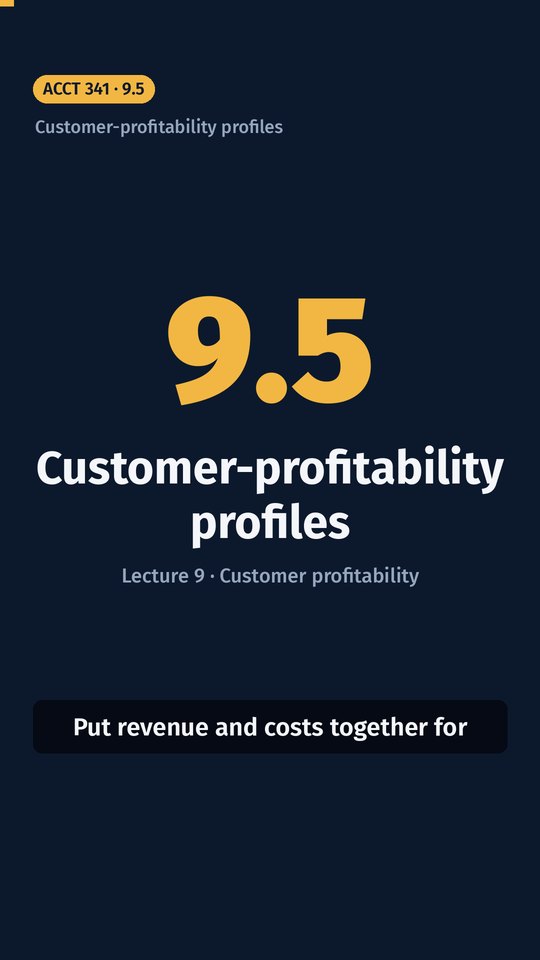 ACCT 341 · 9.5
Customer-profitability profiles
9.5
Customer-profitability
profiles
Lecture 9 · Customer profitability
Put revenue and costs together for